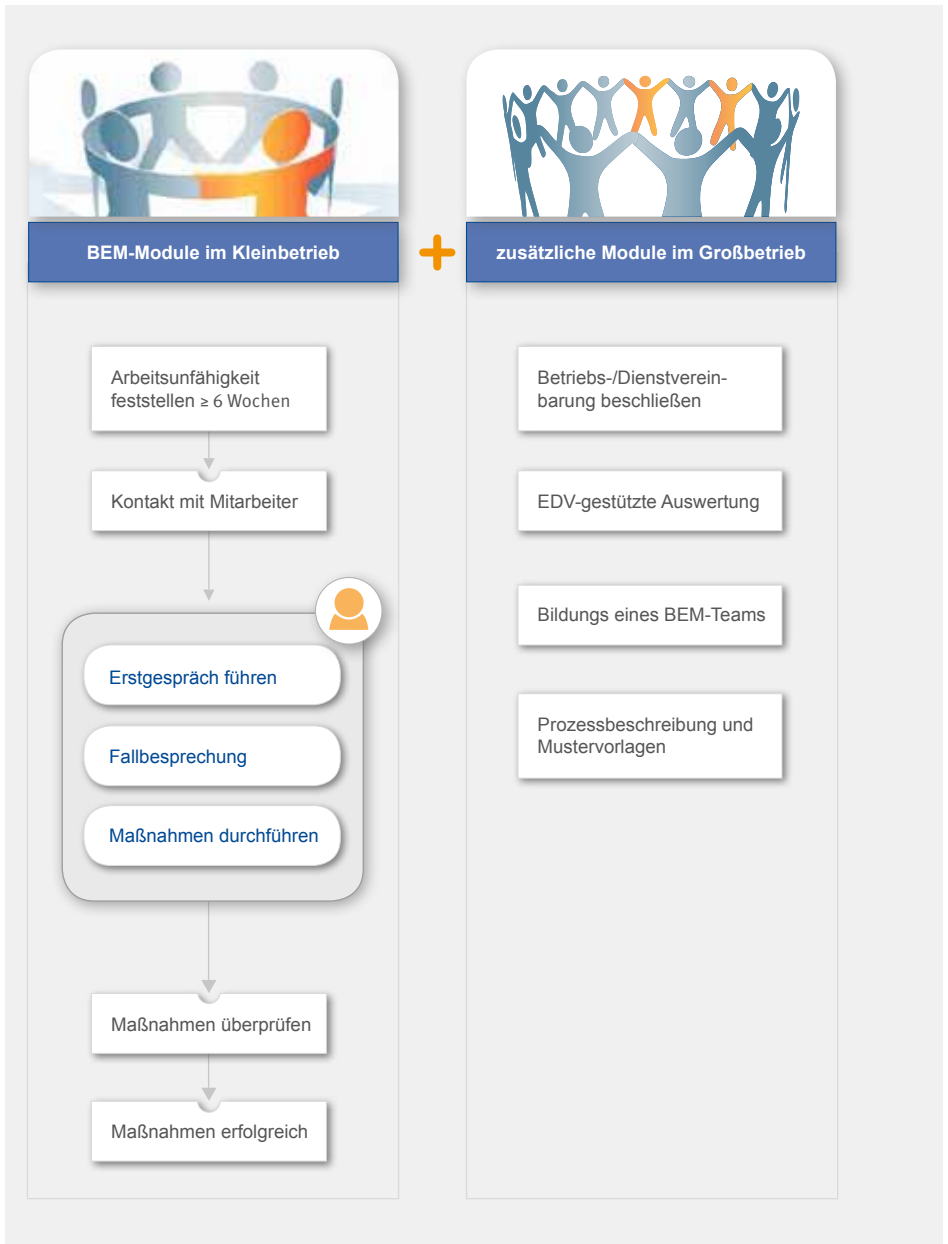 BEM-Module im Kleinbetrieb
Arbeitsunfähigkeit
feststellen ≥ 6 Wochen
Kontakt mit Mitarbeiter
Erstgespräch führen
Fallbesprechung
Maßnahmen durchführen
Maßnahmen überprüfen
Maßnahmen erfolgreich
+
zusätzliche Module im Großbetrieb
Betriebs-/Dienstverein-
barung beschließen
EDV-gestützte Auswertung
Bildungs eines BEM-Teams
Prozessbeschreibung und
Mustervorlagen